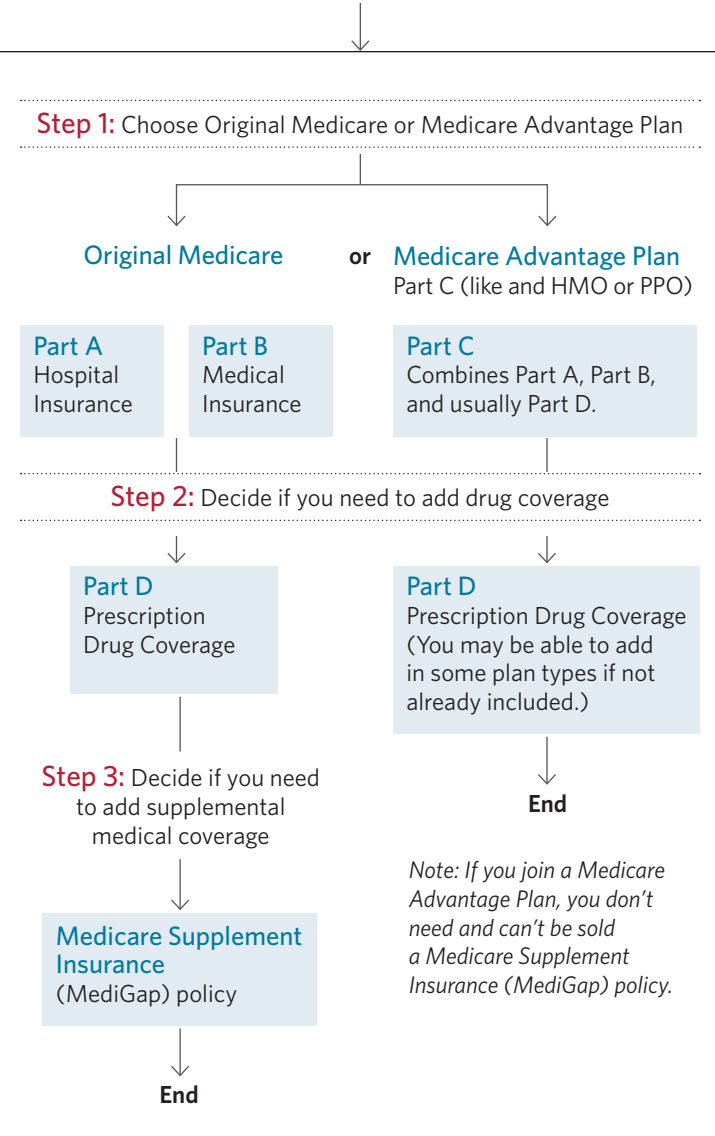 Step 1: Choose Original Medicare or Medicare Advantage Plan
Original Medicare
or
Medicare Advantage Plan
Part C (like and HMO or PPO)
Part A
Hospital
Insurance
Part B
Medical
Insurance
Part C
Combines Part A, Part B,
and usually Part D.
Step 2: Decide if you need to add drug coverage
Part D
Prescription
Drug Coverage
Part D
Prescription Drug Coverage
(You may be able to add
in some plan types if not
already included.)
Step 3: Decide if you need
to add supplemental
medical coverage
Medicare Supplement
Insurance
(MediGap) policy
End
End
Note: If you join a Medicare
Advantage Plan, you don't
need and can't be sold
a Medicare Supplement
Insurance (MediGap) policy.